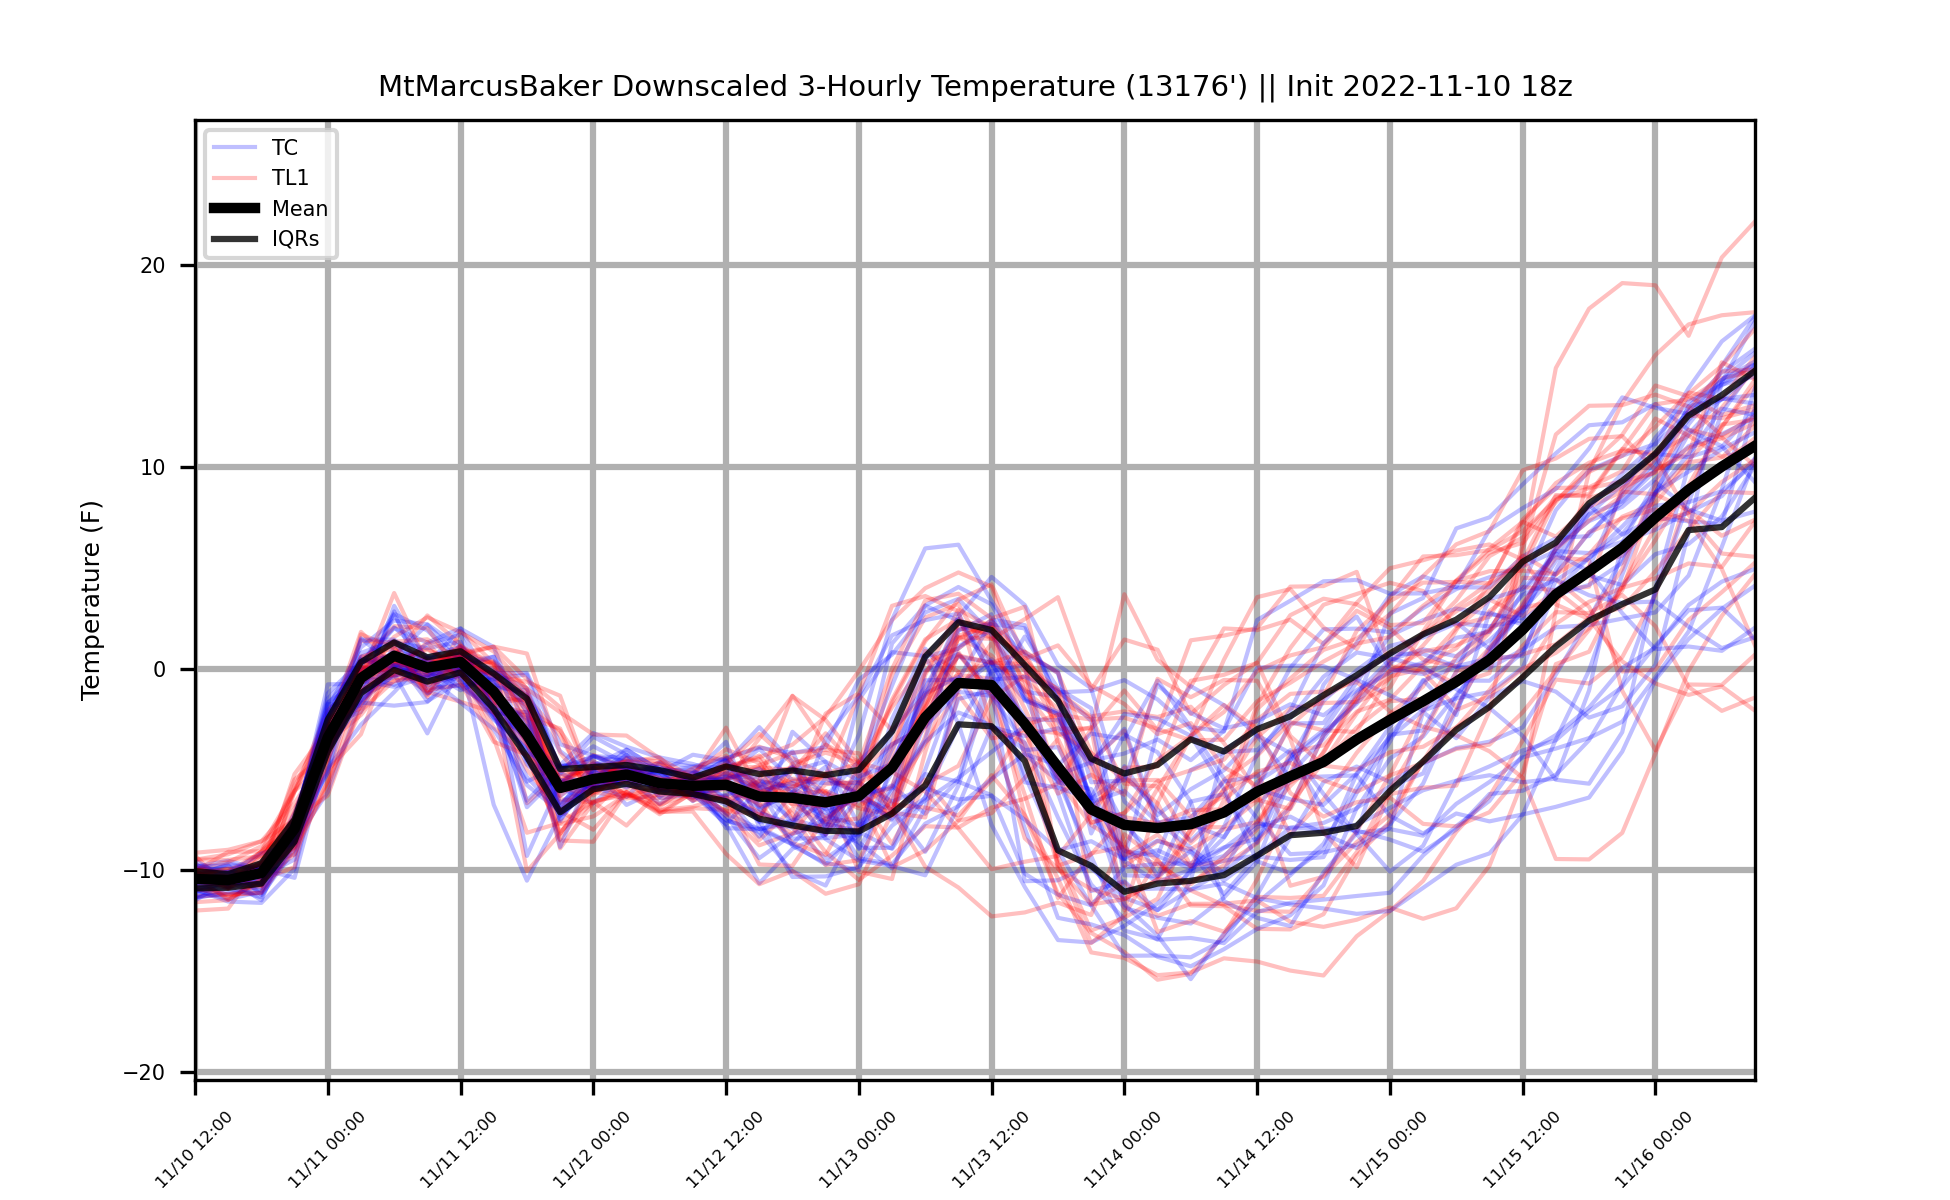 MtMarcusBaker Downscaled 3-Hourly Temperature (13176') || Init 2022-11-10 18z
TC
TL1
Mean
IQRs
Temperature (F)
20
10
0
−10
−20
11/10 12:00
11/11 00:00
11/11 12:00
11/12 00:00
11/12 12:00
11/13 00:00
11/13 12:00
11/14 00:00
11/14 12:00
11/15 00:00
11/15 12:00
11/16 00:00